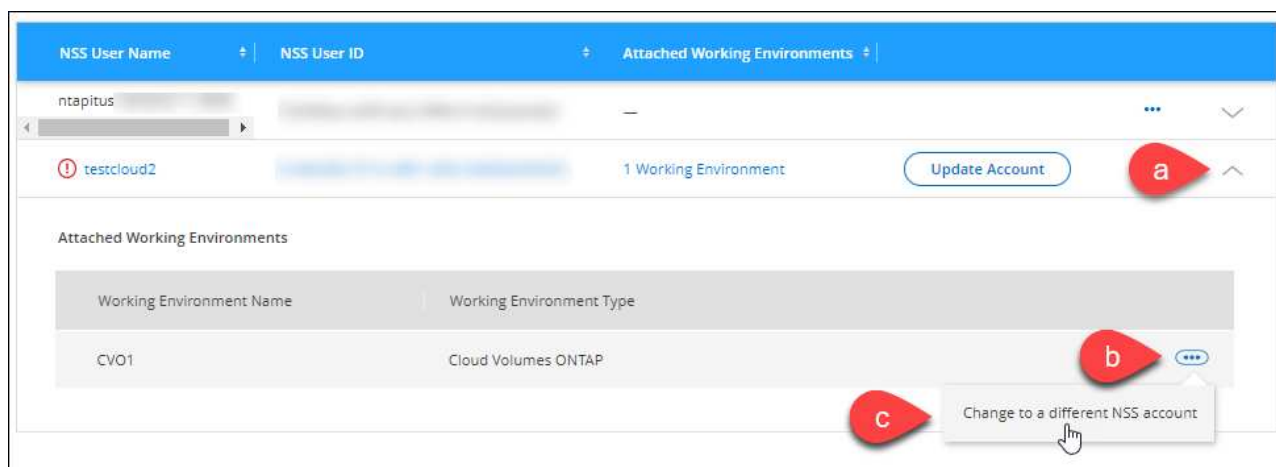 NSS User Name NSS User ID Attached Working Environments
ntapitus
— •••
testcloud2 1 Working Environment Update Account a
Attached Working Environments
Working Environment Name Working Environment Type
CVO1 Cloud Volumes ONTAP b •••
c Change to a different NSS account